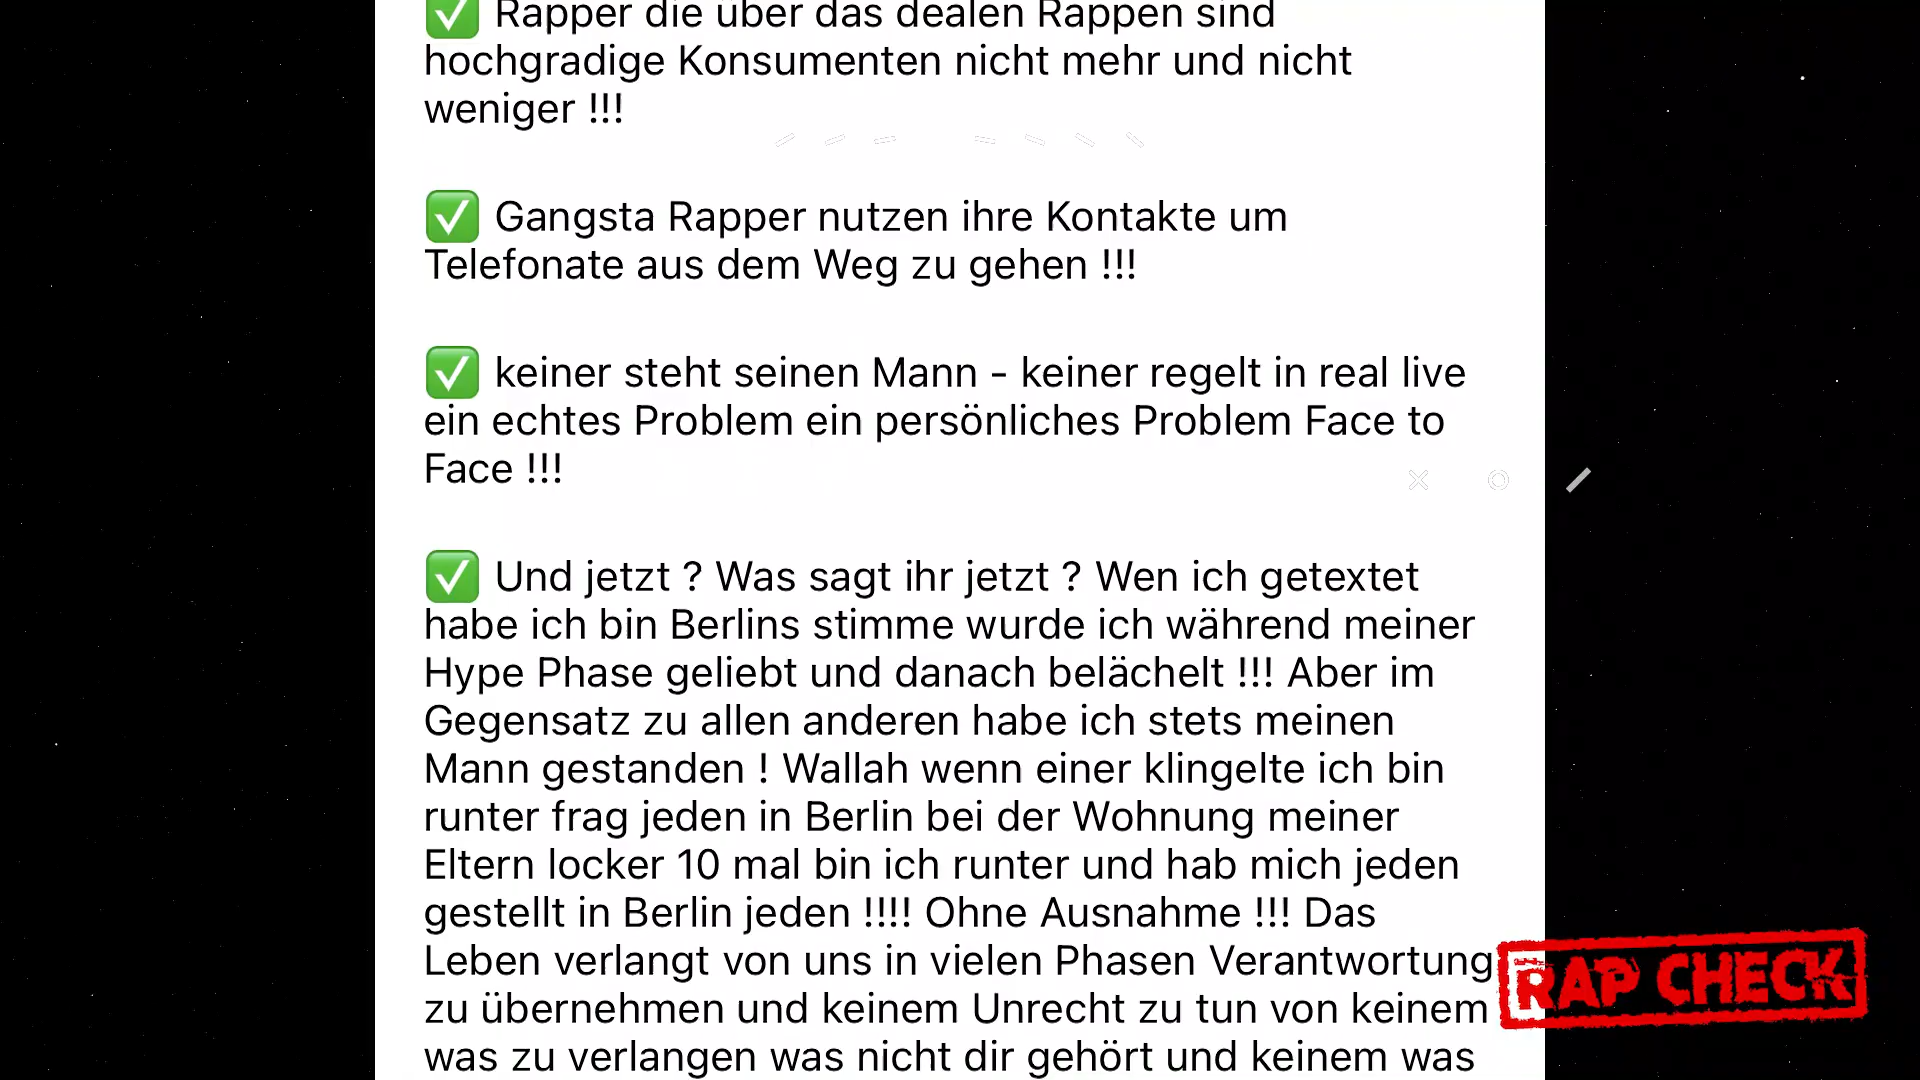 ✅ Rapper die über das dealen Rappen sind
hochgradige Konsumenten nicht mehr und nicht
weniger !!!
✅ Gangsta Rapper nutzen ihre Kontakte um
Telefonate aus dem Weg zu gehen !!!
✅ keiner steht seinen Mann - keiner regelt in real live
ein echtes Problem ein persönliches Problem Face to
Face !!!
✅ Und jetzt ? Was sagt ihr jetzt ? Wen ich getextet
habe ich bin Berlins stimme wurde ich während meiner
Hype Phase geliebt und danach belächelt !!! Aber im
Gegensatz zu allen anderen habe ich stets meinen
Mann gestanden ! Wallah wenn einer klingelte ich bin
runter frag jeden in Berlin bei der Wohnung meiner
Eltern locker 10 mal bin ich runter und hab mich jeden
gestellt in Berlin jeden !!!! Ohne Ausnahme !!! Das
Leben verlangt von uns in vielen Phasen Verantwortung
zu übernehmen und keinem Unrecht zu tun von keinem
was zu verlangen was nicht dir gehört und keinem was
RAP CHECK